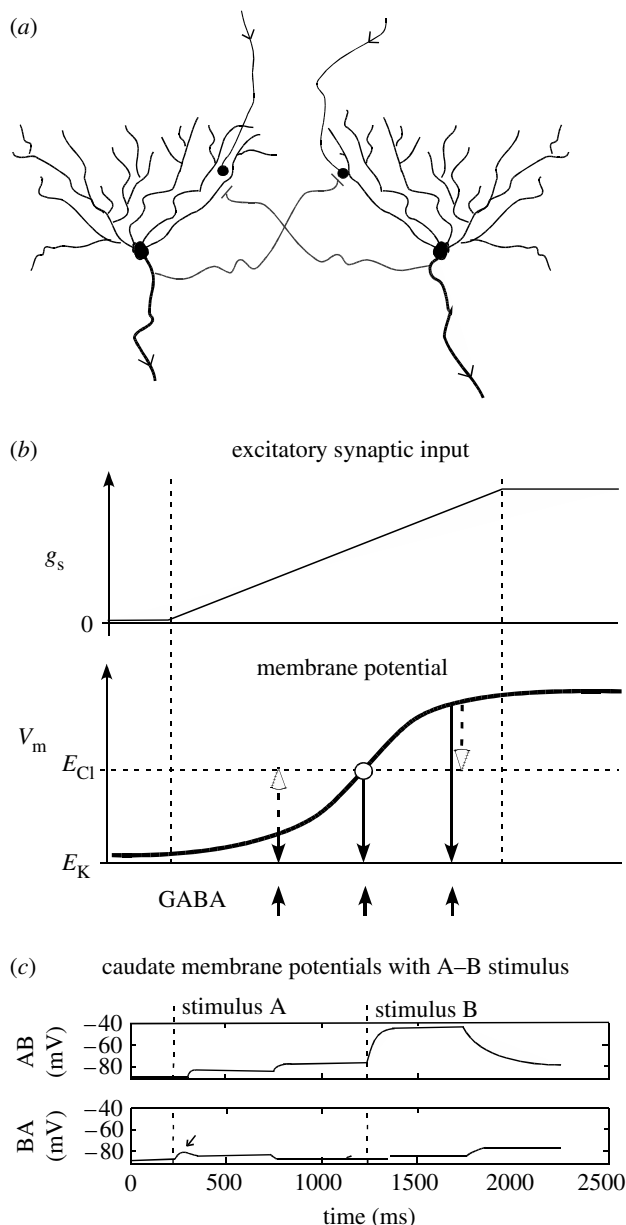 (a)
(b)
excitatory synaptic input
gs
0
membrane potential
Vm
ECl
EK
GABA
(c)
caudate membrane potentials with A–B stimulus
stimulus A
stimulus B
AB
(mV)
−40
−60
−80
BA
(mV)
−40
−60
−80
0
500
1000
1500
2000
2500
time (ms)